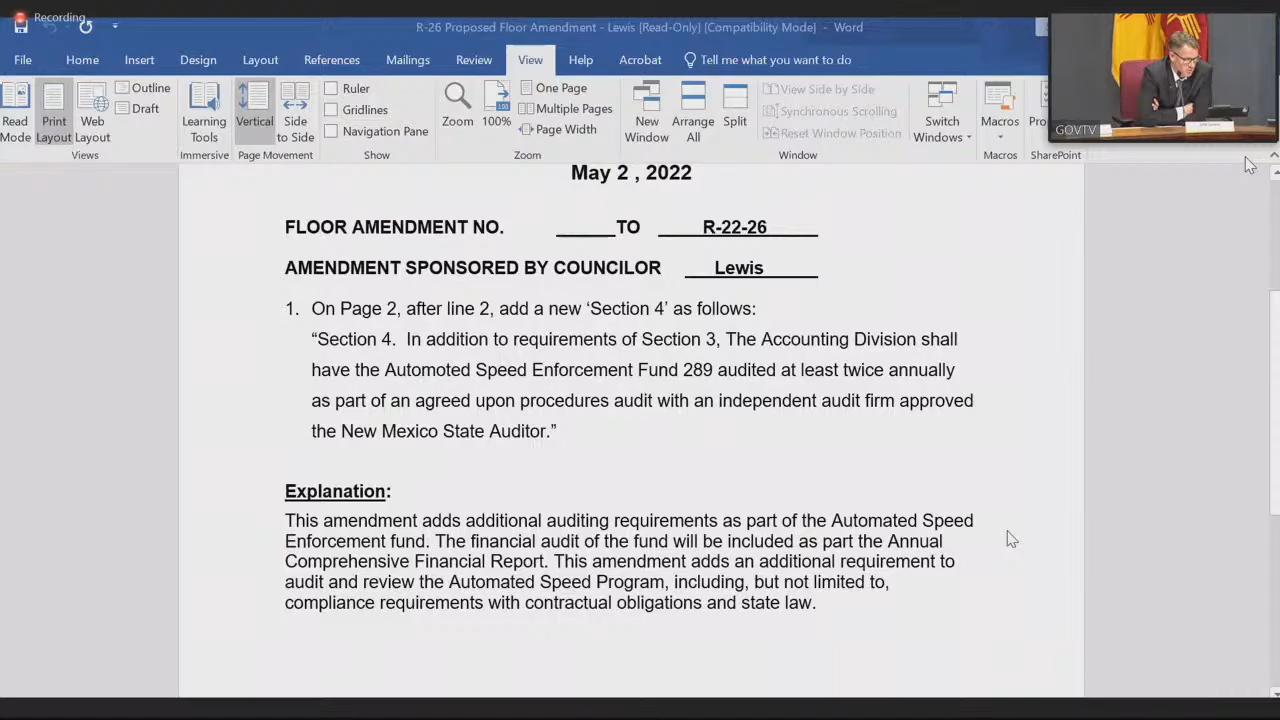 Recording
R-26 Proposed Floor Amendment - Lewis [Read-Only] [Compatibility Mode] - Word
File Home Insert Design Layout References Mailings Review View Help Acrobat Tell me what you want to do
Read Mode
Print Layout
Web Layout
Outline
Draft
Views
Learning Tools
Immersive
Vertical
Side to Side
Page Movement
Ruler
Gridlines
Navigation Pane
Show
Zoom
100%
One Page
Multiple Pages
Page Width
Zoom
New Window
Arrange All
Split
View Side by Side
Synchronous Scrolling
Reset Window Position
Window
Switch Windows
Macros
Macros
SharePoint
GOVTV
May 2 , 2022
FLOOR AMENDMENT NO. ______TO R-22-26
AMENDMENT SPONSORED BY COUNCILOR Lewis
1. On Page 2, after line 2, add a new ‘Section 4’ as follows:
“Section 4. In addition to requirements of Section 3, The Accounting Division shall
have the Automoted Speed Enforcement Fund 289 audited at least twice annually
as part of an agreed upon procedures audit with an independent audit firm approved
the New Mexico State Auditor.”
Explanation:
This amendment adds additional auditing requirements as part of the Automated Speed
Enforcement fund. The financial audit of the fund will be included as part the Annual
Comprehensive Financial Report. This amendment adds an additional requirement to
audit and review the Automated Speed Program, including, but not limited to,
compliance requirements with contractual obligations and state law.